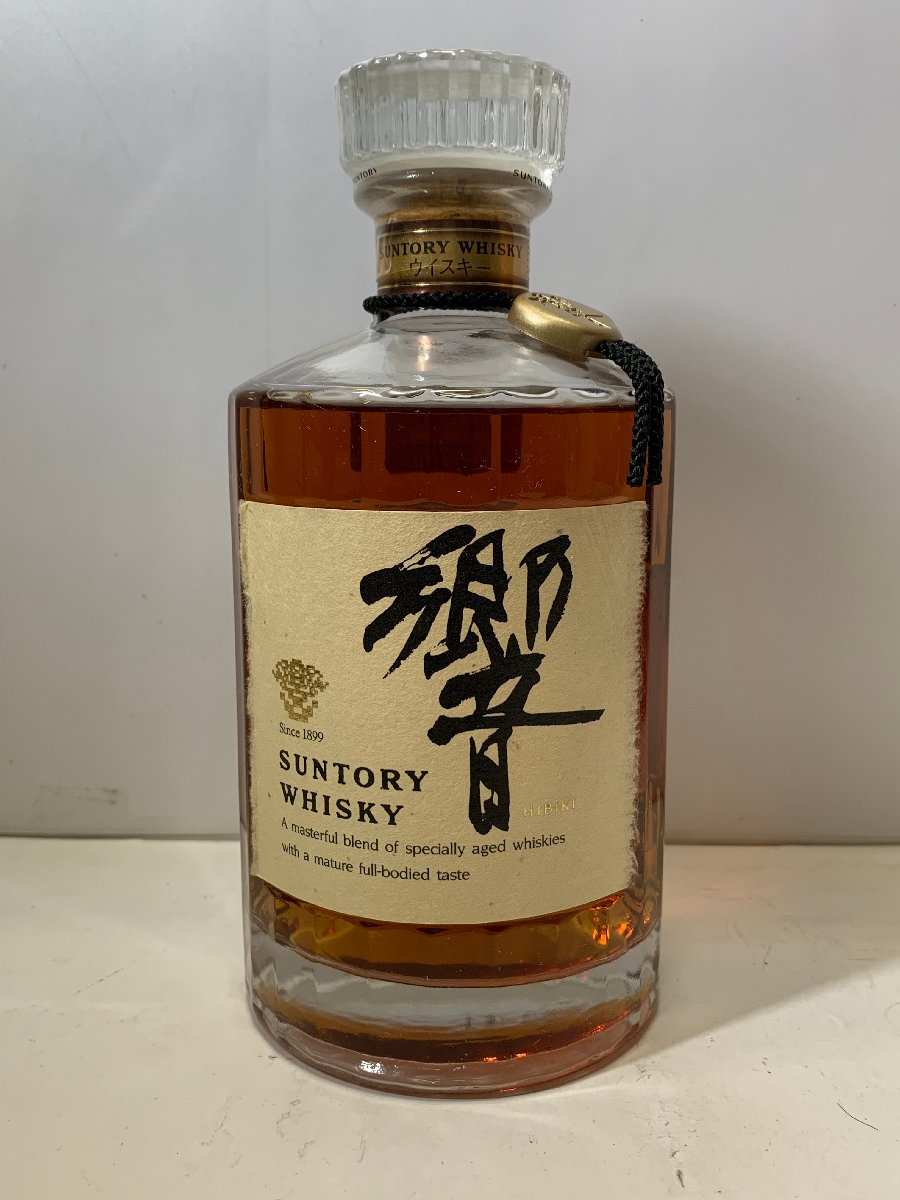 SUNTORY
SUNTORY WHISKY
ウイスキー
響
Since 1899
SUNTORY
WHISKY
HIBIKI
A masterful blend of specially aged whiskies
with a mature full-bodied taste